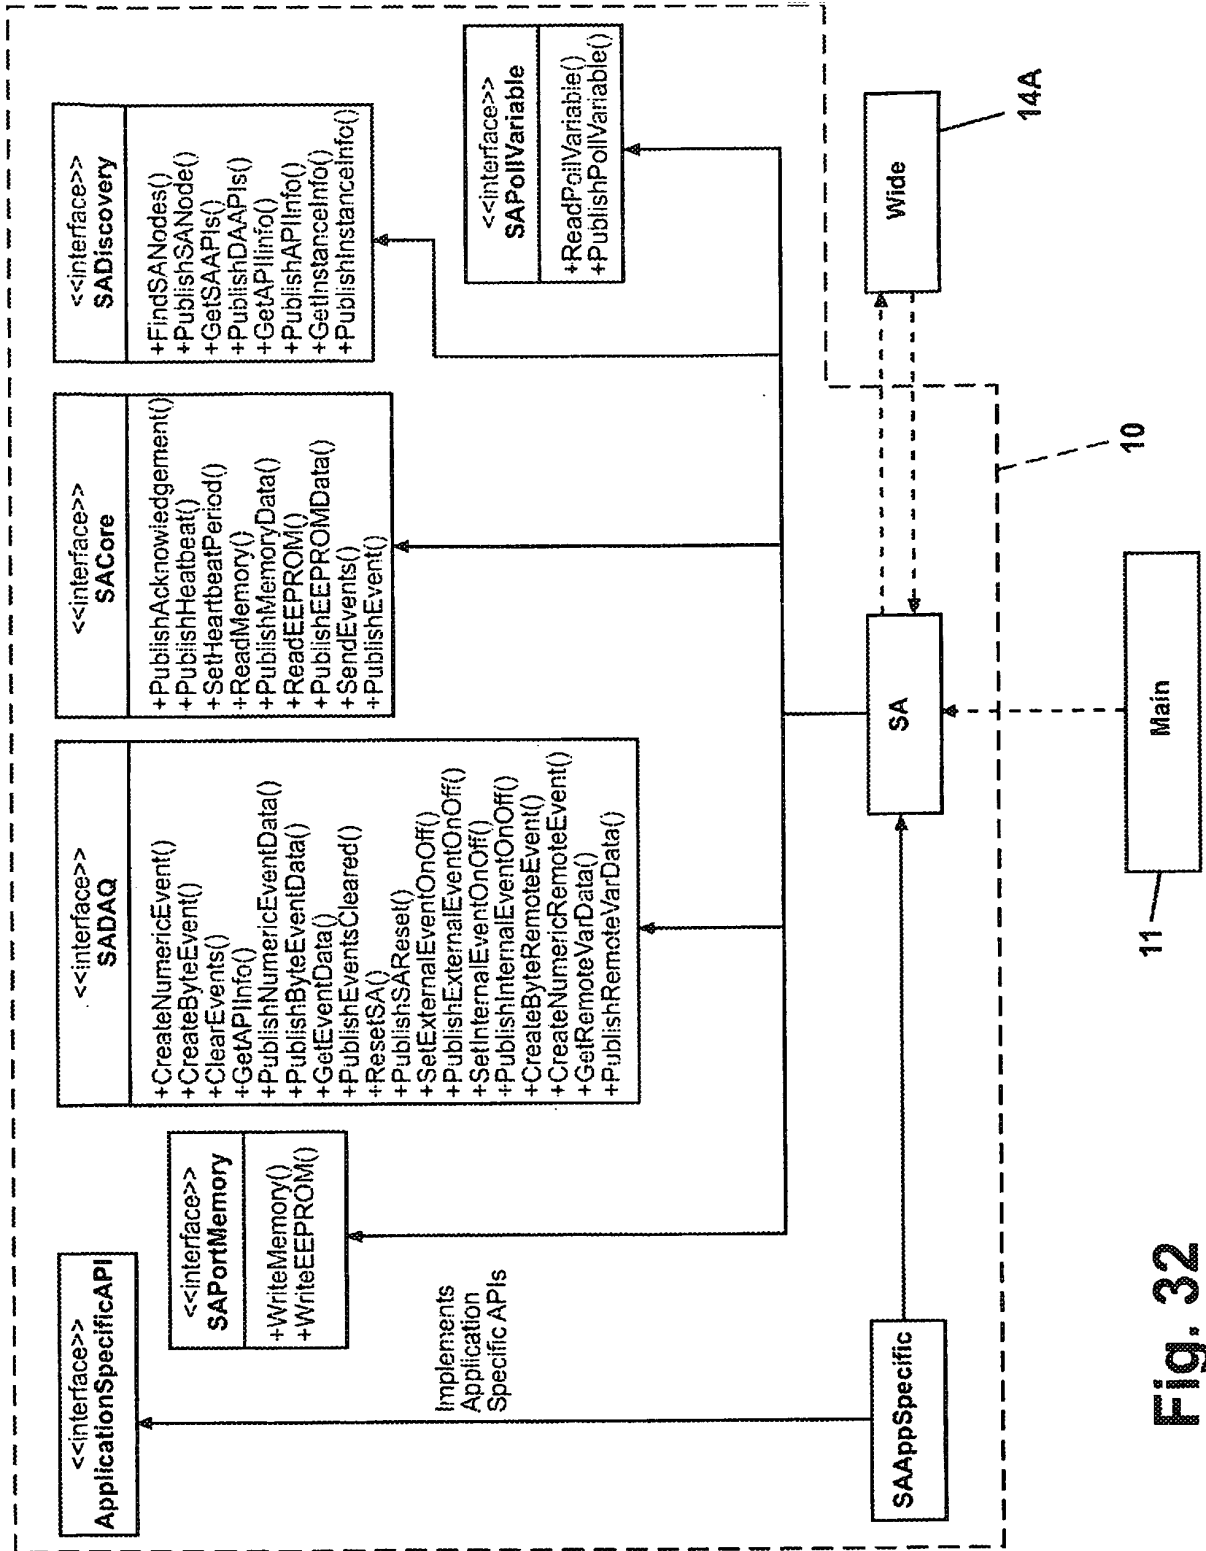 <<interface>>
ApplicationSpecificAPI
<<interface>>
SAPortMemory
+WriteMemory()
+WriteEEPROM()
<<interface>>
SADAQ
+CreateNumericEvent()
+CreateByteEvent()
+ClearEvents()
+GetAPIInfo()
+PublishNumericEventData()
+PublishByteEventData()
+GetEventData()
+PublishEventsCleared()
+ResetSA()
+PublishSAReset()
+SetExternalEventOnOff()
+PublishExternalEventOnOff()
+SetInternalEventOnOff()
+PublishInternalEventOnOff()
+CreateByteRemoteEvent()
+CreateNumericRemoteEvent()
+GetRemoteVarData()
+PublishRemoteVarData()
<<interface>>
SACore
+PublishAcknowledgement()
+PublishHeatbeat()
+SetHeartbeatPeriod()
+ReadMemory()
+PublishMemoryData()
+ReadEEPROM()
+PublishEEPROMData()
+SendEvents()
+PublishEvent()
<<interface>>
SADiscovery
+FindSANodes()
+PublishSANode()
+GetSAAPIs()
+PublishDAAPIs()
+GetAPIIinfo()
+PublishAPIInfo()
+GetInstanceInfo()
+PublishInstanceInfo()
<<interface>>
SAPollVariable
+ReadPollVariable()
+PublishPollVariable()
Implements
Application
Specific APIs
SAAppSpecific
SA
Wide
14A
10
Main
11
Fig. 32